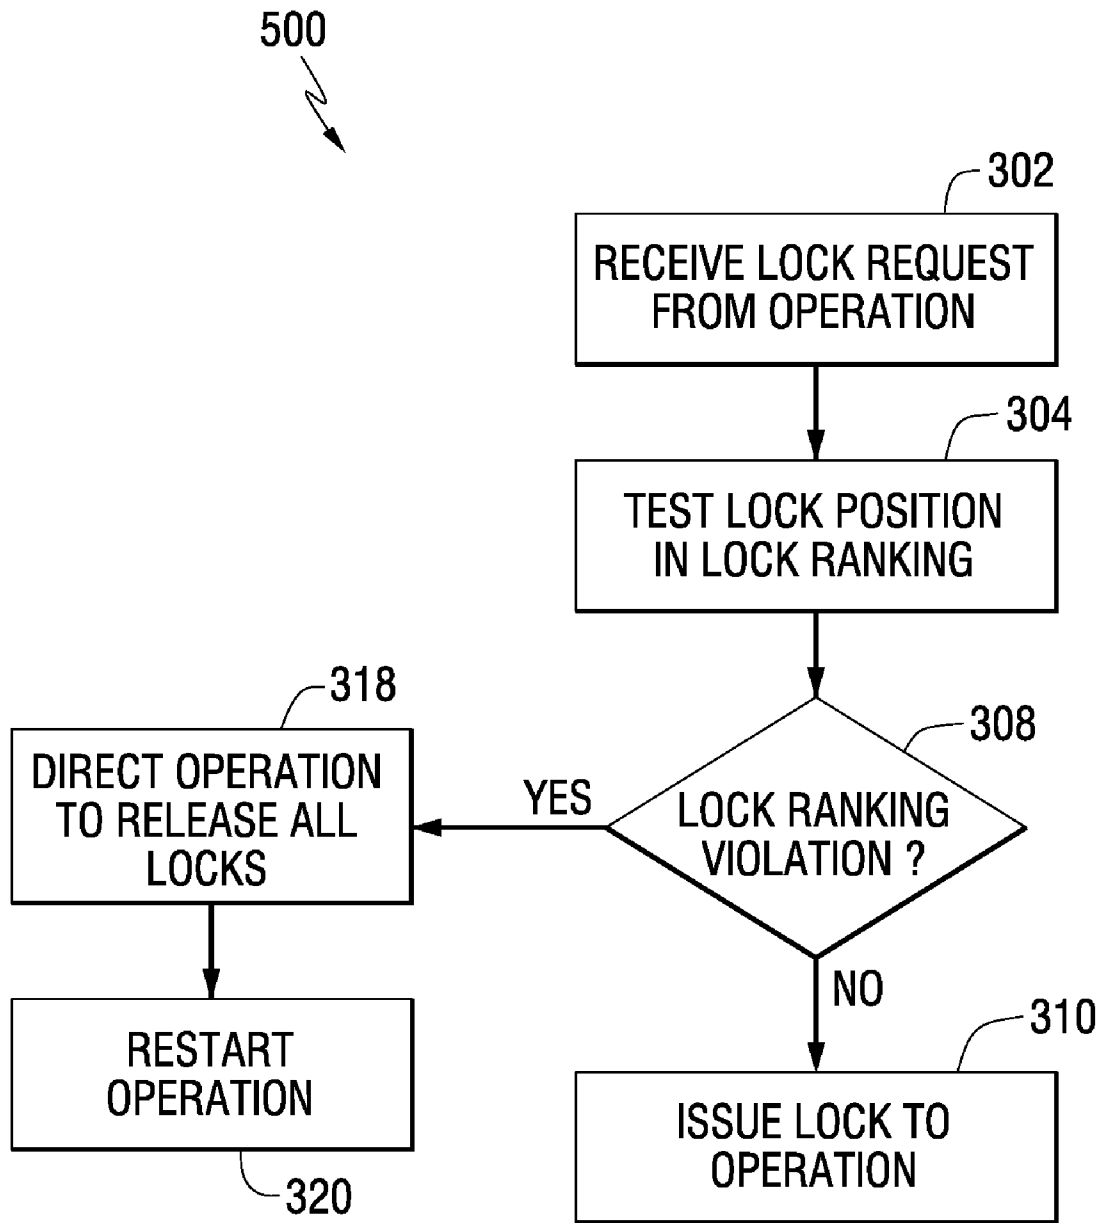 500
302
RECEIVE LOCK REQUEST
FROM OPERATION
304
TEST LOCK POSITION
IN LOCK RANKING
308
LOCK RANKING
VIOLATION ?
YES
318
DIRECT OPERATION
TO RELEASE ALL
LOCKS
RESTART
OPERATION
320
NO
310
ISSUE LOCK TO
OPERATION